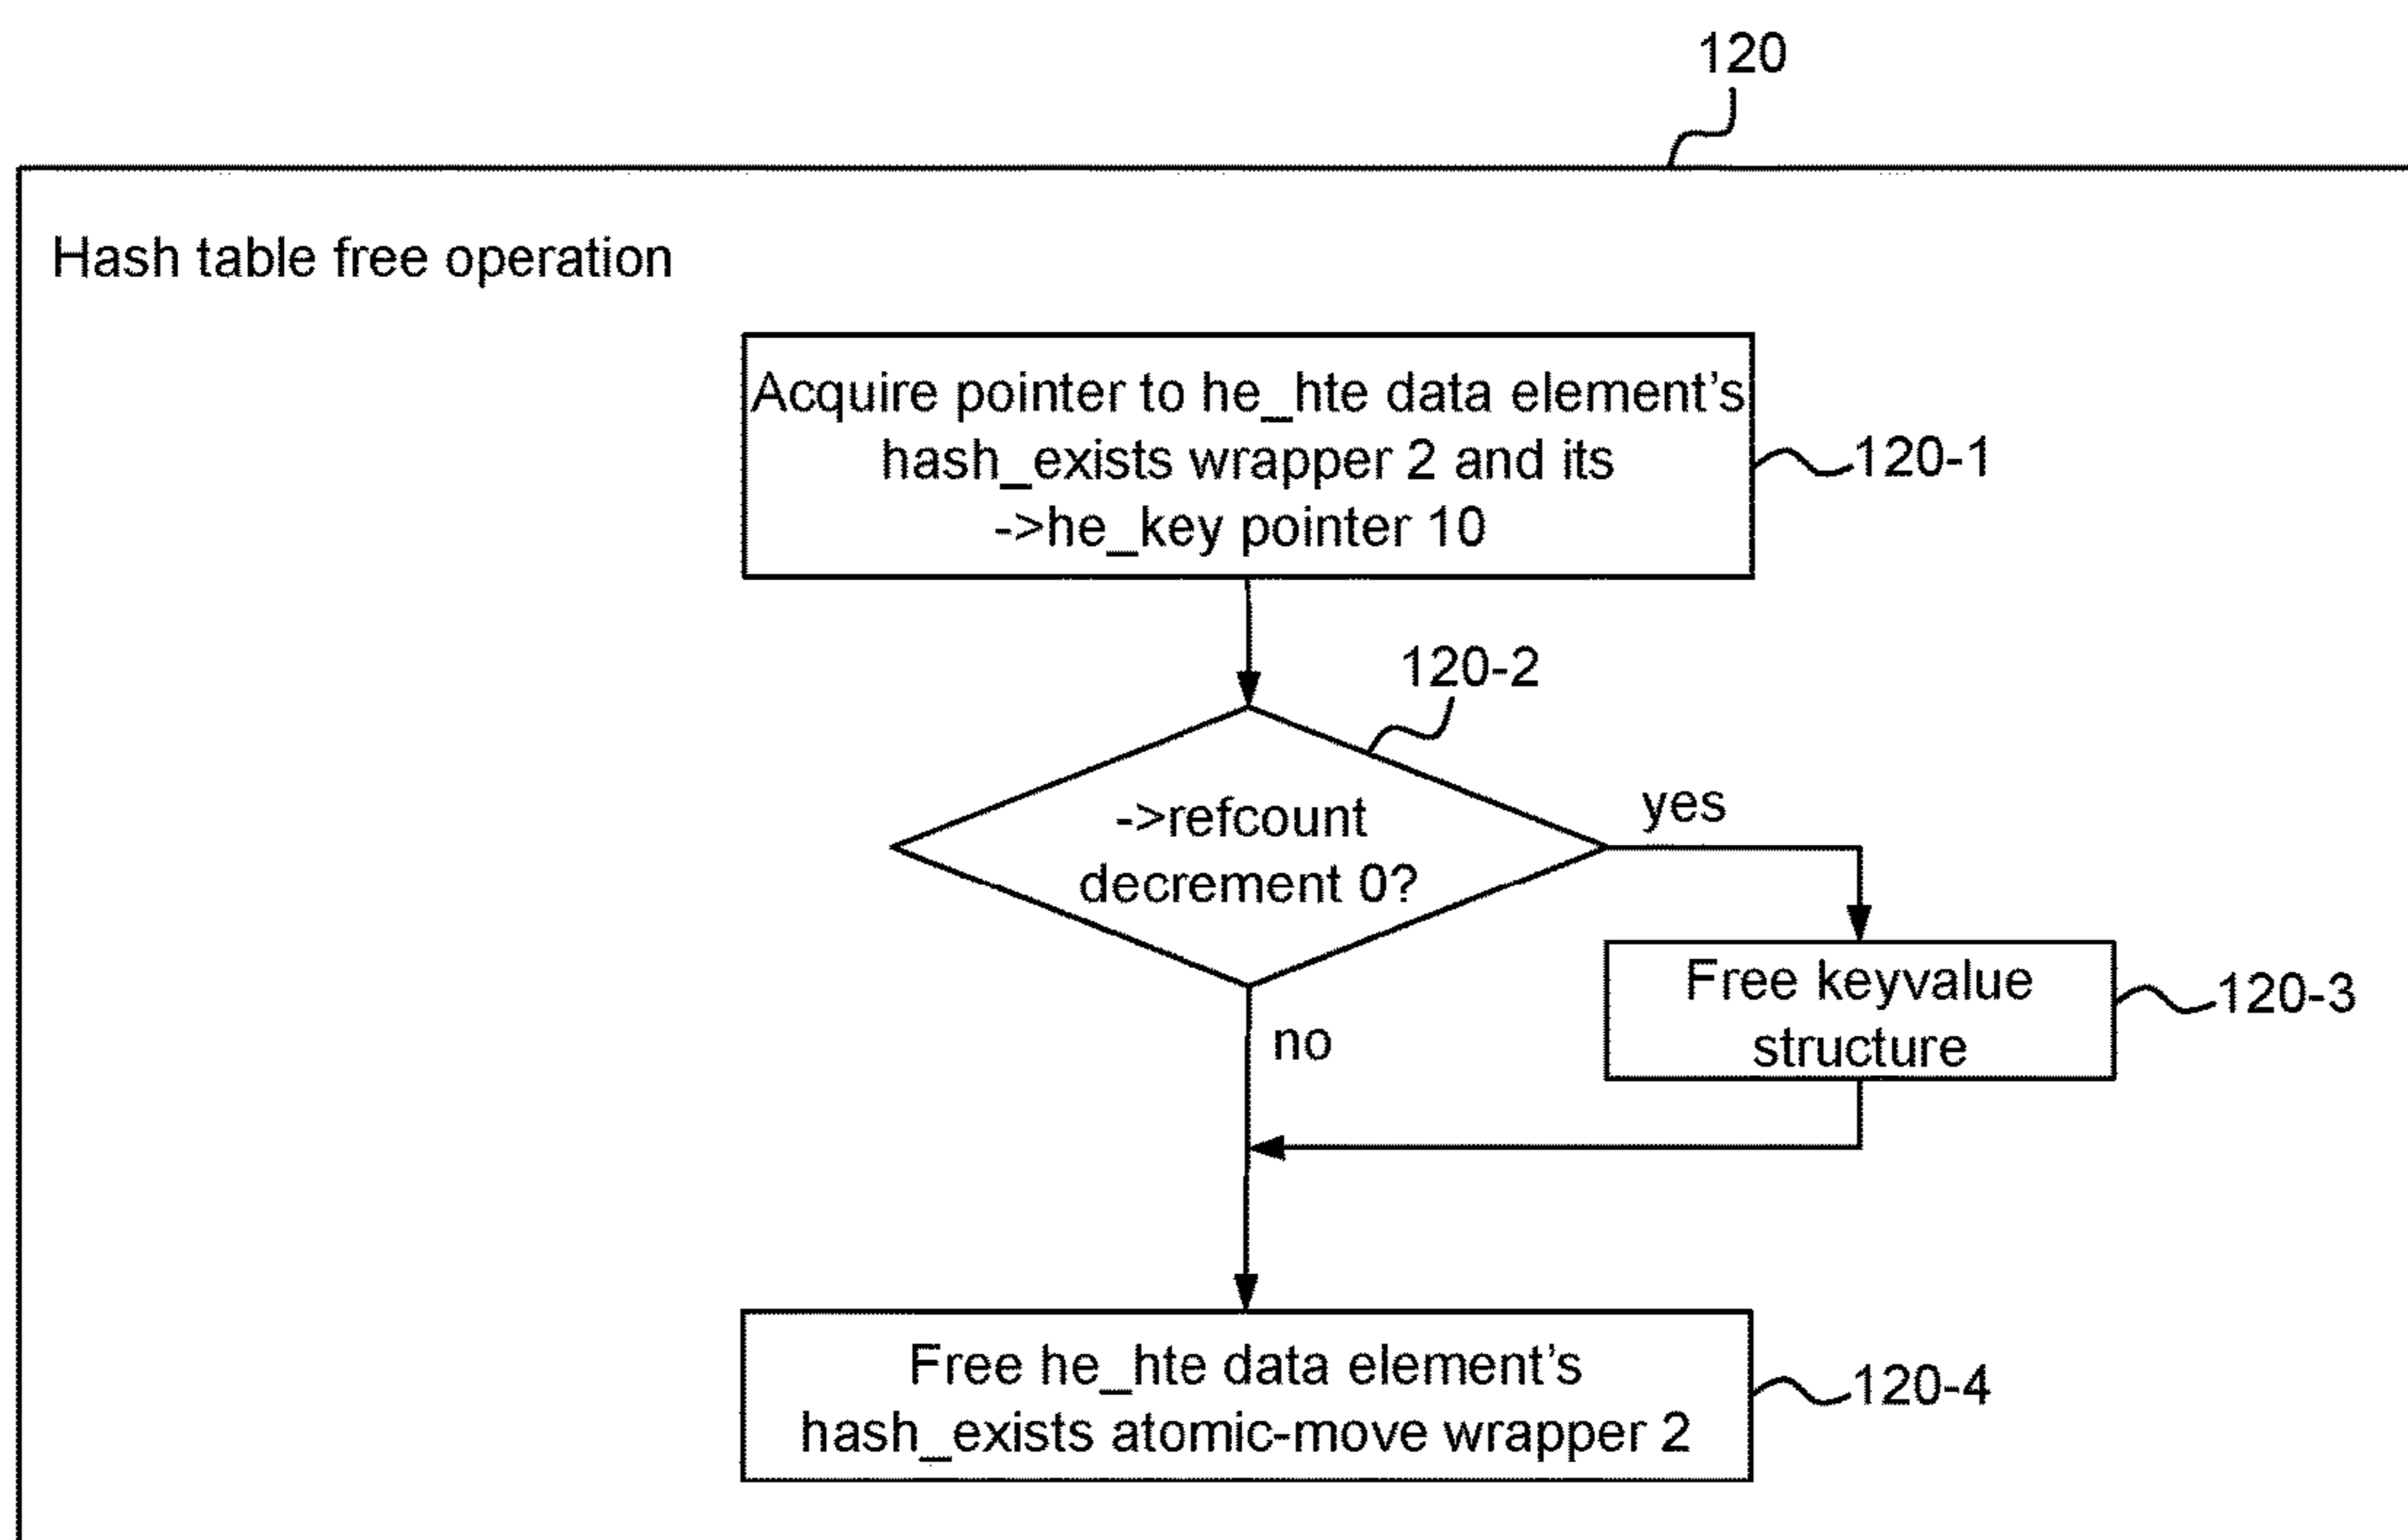 120
Hash table free operation
Acquire pointer to he_hte data element's
hash_exists wrapper 2 and its
->he_key pointer 10
120-1
120-2
->refcount
decrement 0?
yes
Free keyvalue
structure
120-3
no
Free he_hte data element's
hash_exists atomic-move wrapper 2
120-4